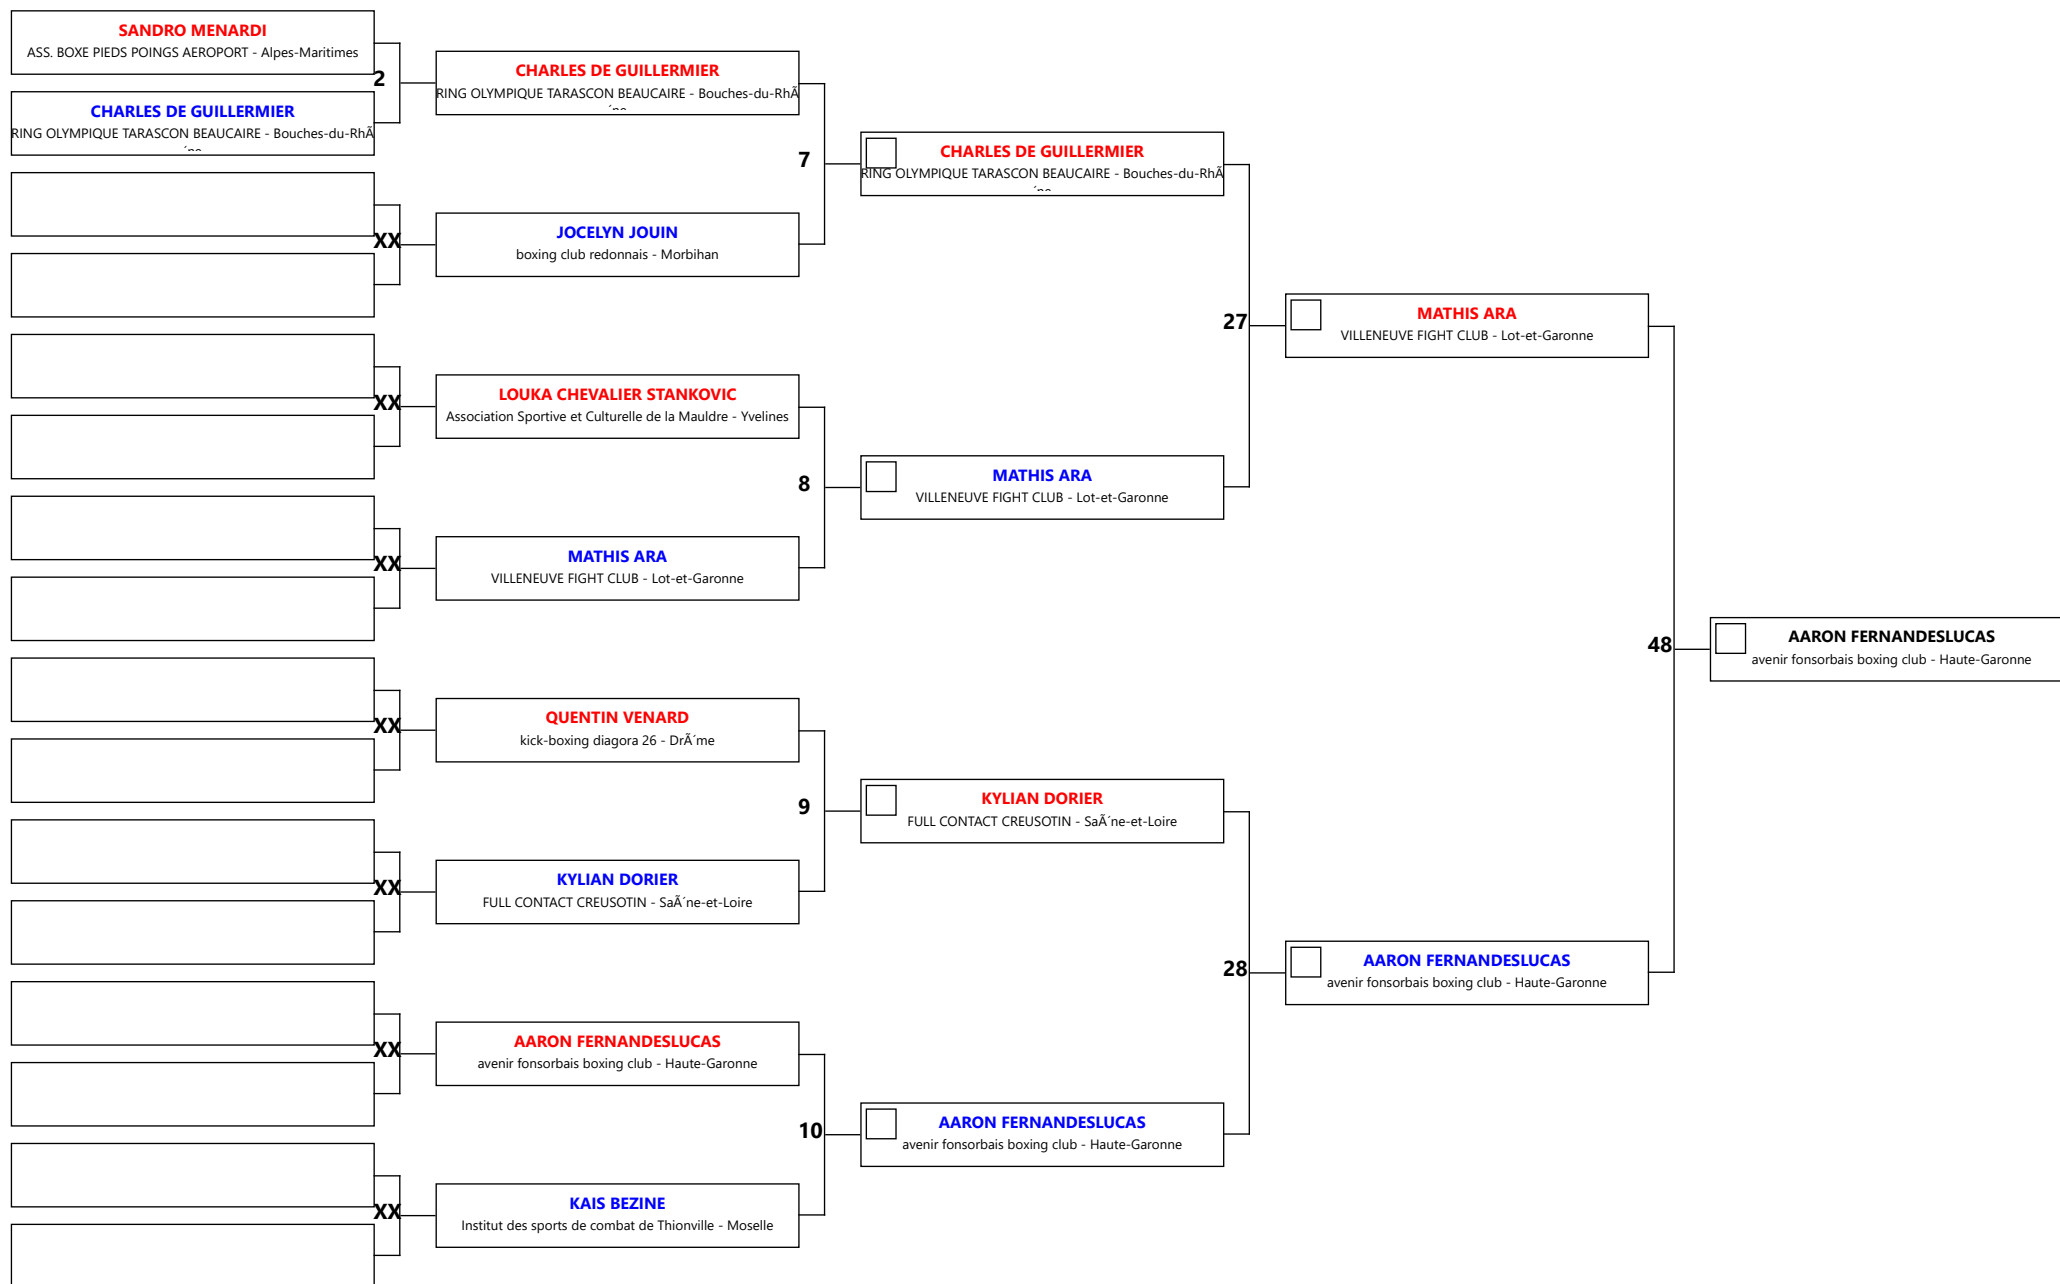 SANDRO MENARDI
ASS. BOXE PIEDS POINGS AEROPORT - Alpes-Maritimes
2
CHARLES DE GUILLERMIER
RING OLYMPIQUE TARASCON BEAUCAIRE - Bouches-du-RhÃ
CHARLES DE GUILLERMIER
RING OLYMPIQUE TARASCON BEAUCAIRE - Bouches-du-RhÃ
7
CHARLES DE GUILLERMIER
RING OLYMPIQUE TARASCON BEAUCAIRE - Bouches-du-RhÃ
XX
JOCELYN JOUIN
boxing club redonnais - Morbihan
27
MATHIS ARA
VILLENEUVE FIGHT CLUB - Lot-et-Garonne
XX
LOUKA CHEVALIER STANKOVIC
Association Sportive et Culturelle de la Mauldre - Yvelines
8
MATHIS ARA
VILLENEUVE FIGHT CLUB - Lot-et-Garonne
XX
MATHIS ARA
VILLENEUVE FIGHT CLUB - Lot-et-Garonne
48
AARON FERNANDESLUCAS
avenir fonsorbais boxing club - Haute-Garonne
XX
QUENTIN VENARD
kick-boxing diagora 26 - DrÃ´me
9
KYLIAN DORIER
FULL CONTACT CREUSOTIN - SaÃ´ne-et-Loire
XX
KYLIAN DORIER
FULL CONTACT CREUSOTIN - SaÃ´ne-et-Loire
28
AARON FERNANDESLUCAS
avenir fonsorbais boxing club - Haute-Garonne
XX
AARON FERNANDESLUCAS
avenir fonsorbais boxing club - Haute-Garonne
10
AARON FERNANDESLUCAS
avenir fonsorbais boxing club - Haute-Garonne
XX
KAIS BEZINE
Institut des sports de combat de Thionville - Moselle